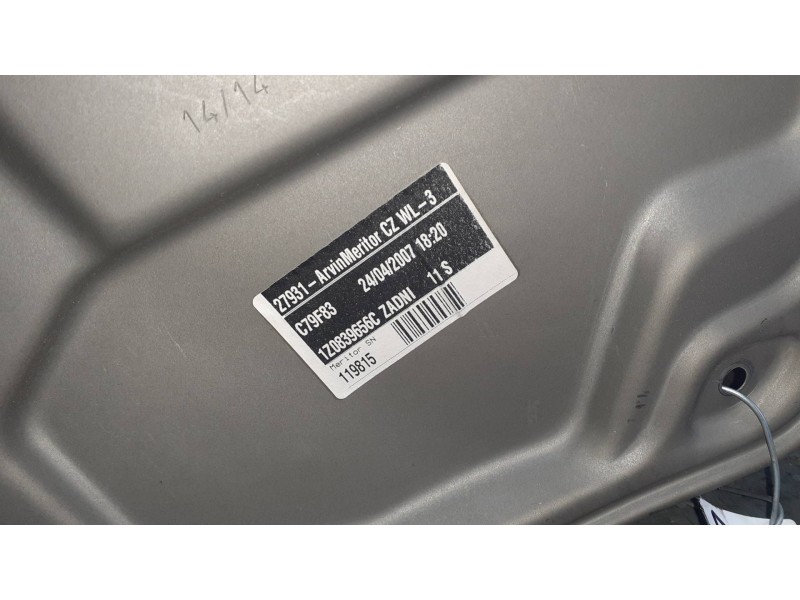 14/14
27931-ArvinMeritor CZ WL-3
C79F83 24/04/2007 18:20
1Z0839656C ZADNI 11 S
Meritor SN
119815